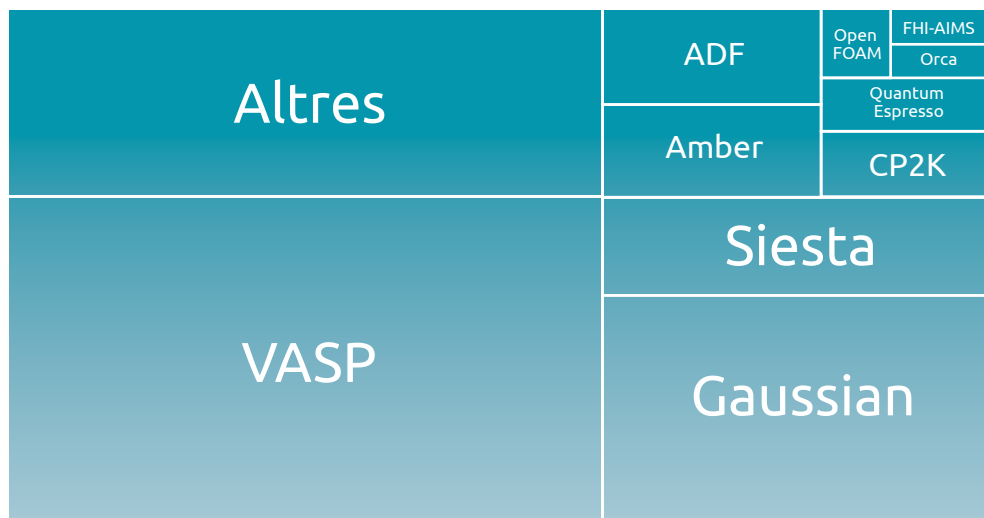 Altres
ADF
Open
FOAM
FHI-AIMS
Orca
Quantum
Espresso
Amber
CP2K
Siesta
VASP
Gaussian